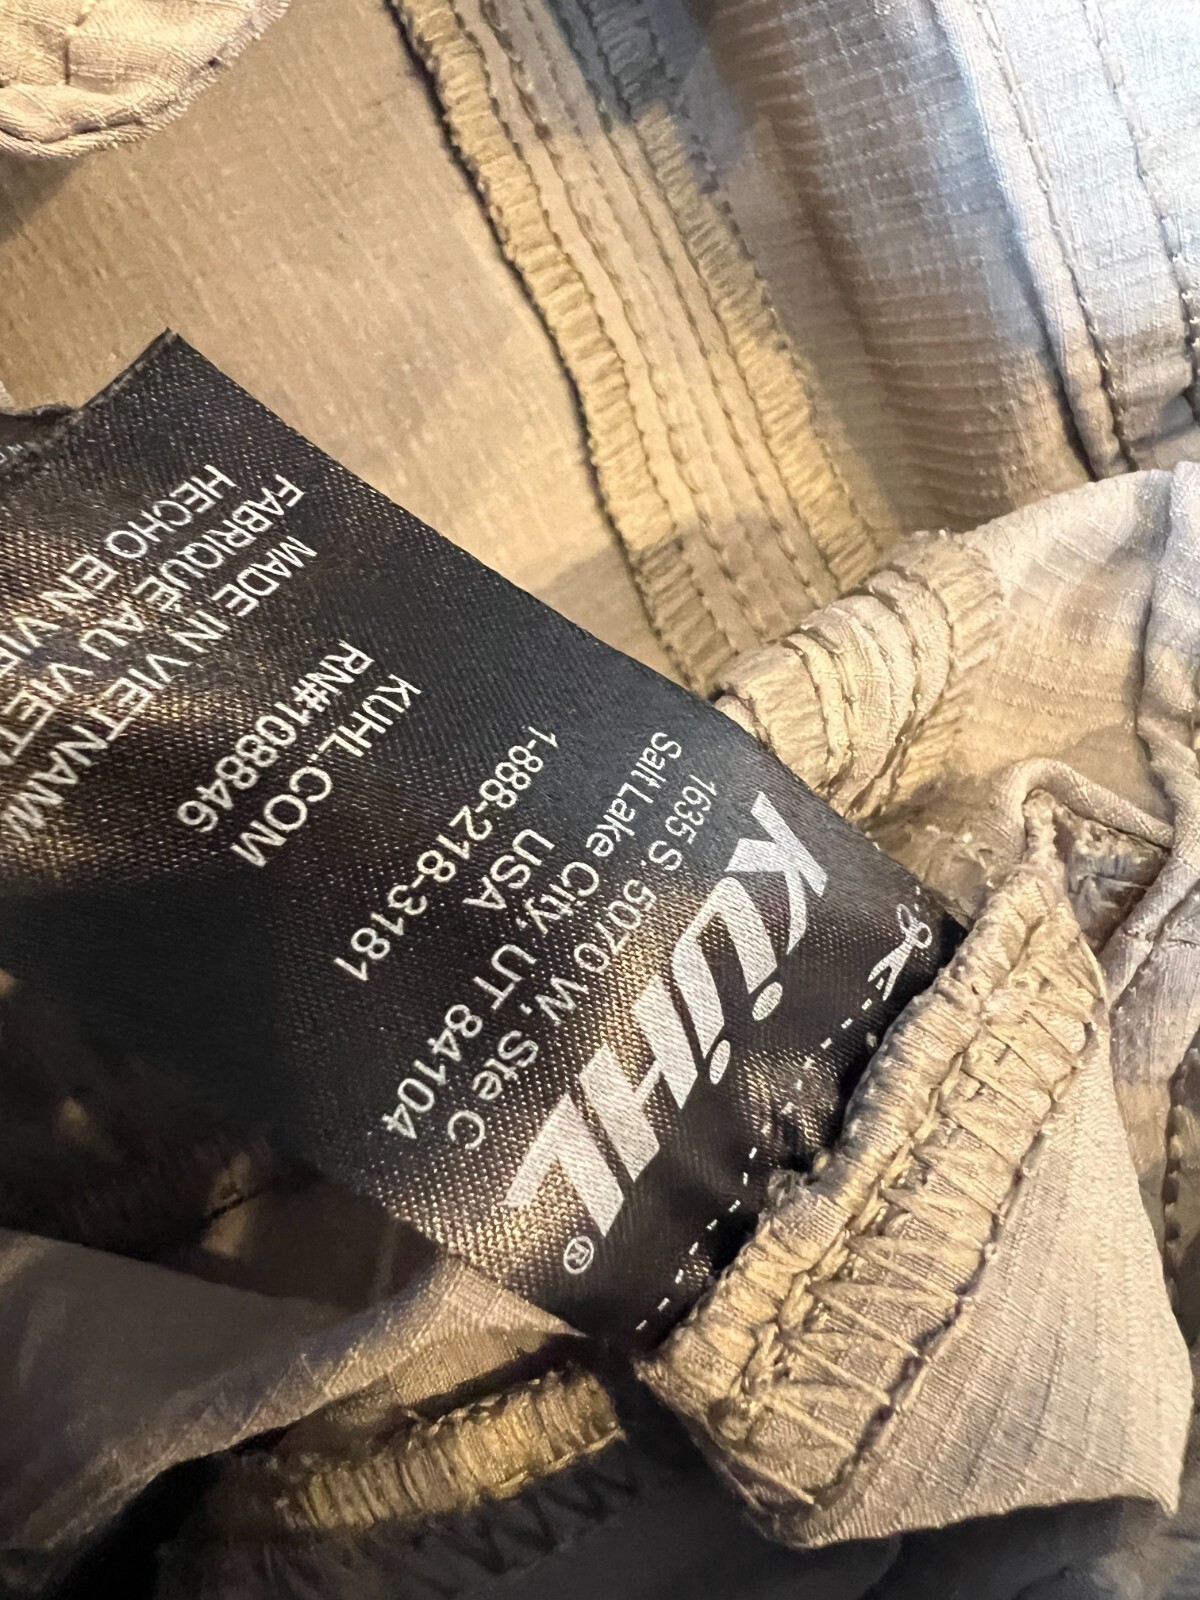 KÜHL®
1635 S. 5070 W, Ste C
Salt Lake City, UT 84104
USA
1-888-218-3181
KUHL.COM
RN#108846
MADE IN VIETNAM
FABRIQUÉ AU
HECHO EN